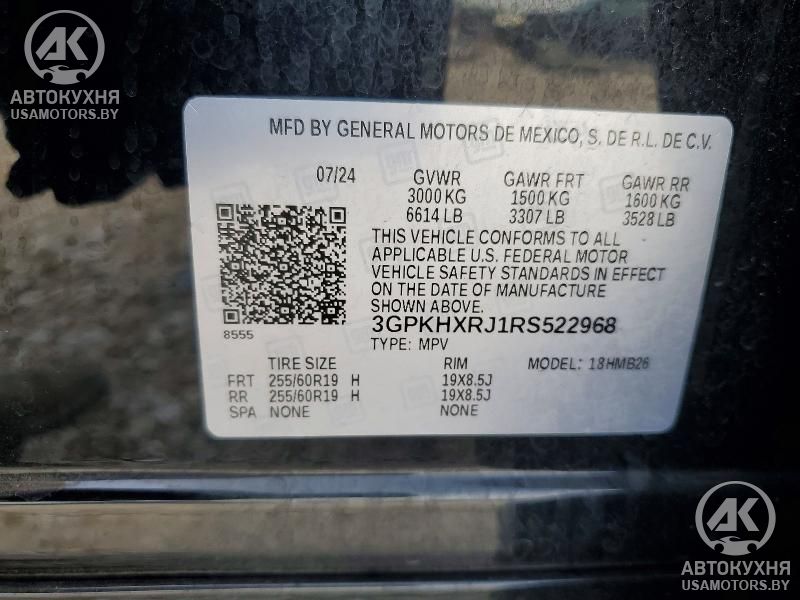 AK
АВТОКУХНЯ
USAMOTORS.BY
MFD BY GENERAL MOTORS DE MEXICO, S. DE R.L. DE C.V.
07/24 GVWR GAWR FRT GAWR RR
3000 KG 1500 KG 1600 KG
6614 LB 3307 LB 3528 LB
THIS VEHICLE CONFORMS TO ALL
APPLICABLE U.S. FEDERAL MOTOR
VEHICLE SAFETY STANDARDS IN EFFECT
ON THE DATE OF MANUFACTURE
SHOWN ABOVE.
8555
3GPKHXRJ1RS522968
TYPE: MPV MODEL: 18HMB26
TIRE SIZE RIM
FRT 255/60R19 H 19X8.5J
RR 255/60R19 H 19X8.5J
SPA NONE NONE
AK
АВТОКУХНЯ
USAMOTORS.BY